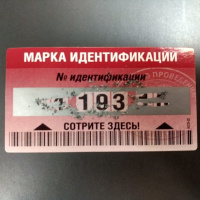 МАРКА ИДЕНТИФИКАЦИИ
№ идентификации
193
СОТРИТЕ ЗДЕСЬ!